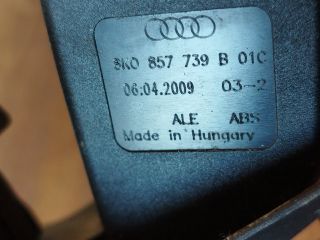 8K0 857 739 B 01C
06.04.2009 03-2
ALE ABS
Made in Hungary